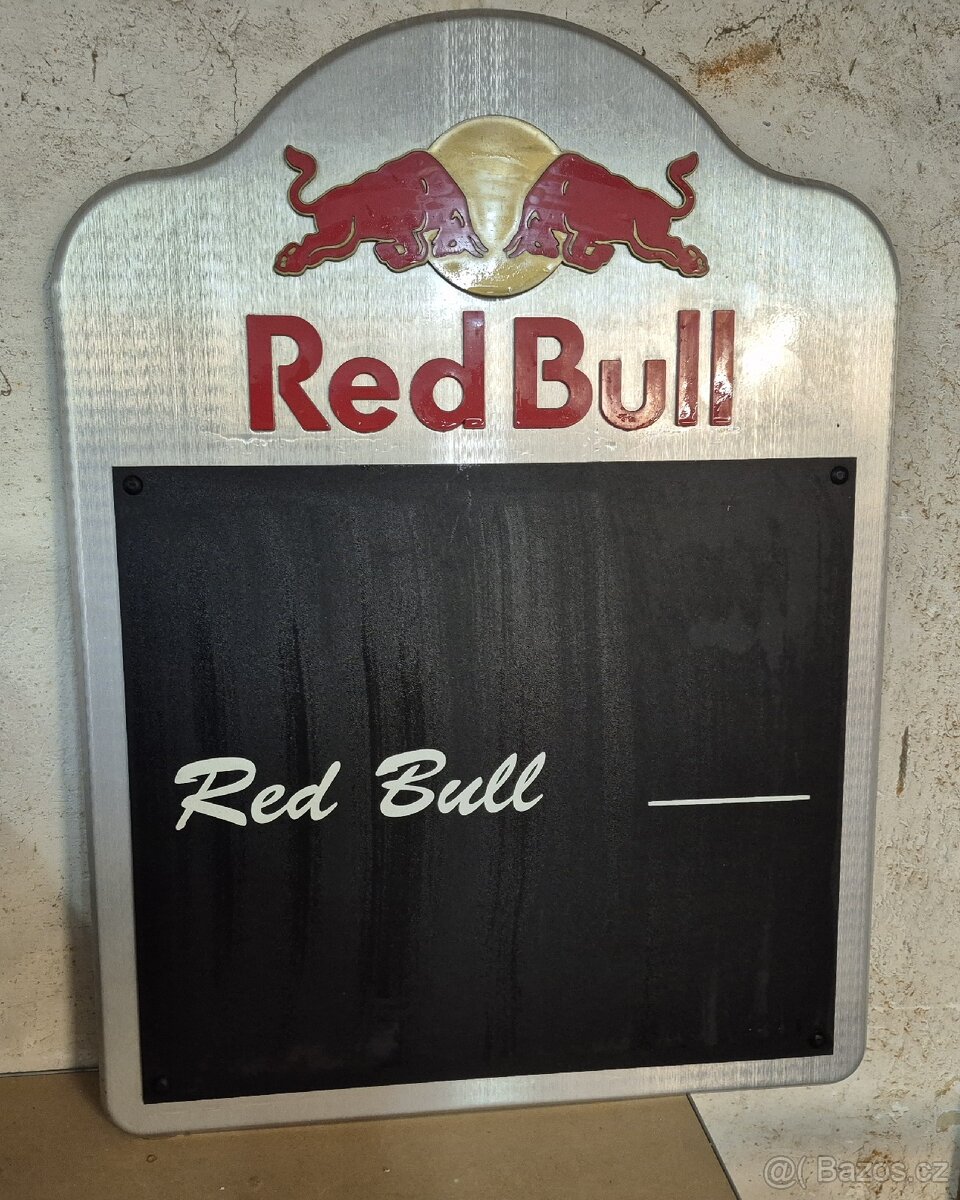 Red Bull
Red Bull ———
@( Bazos.cz